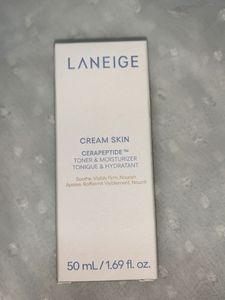 LANEIGE
CREAM SKIN
CERAPEPTIDE™
TONER & MOISTURIZER
TONIQUE & HYDRATANT
Soothe, Visibly Firm, Nourish
Apaise, Raffermit Visiblement, Nourrit
50 mL / 1.69 fl. oz.